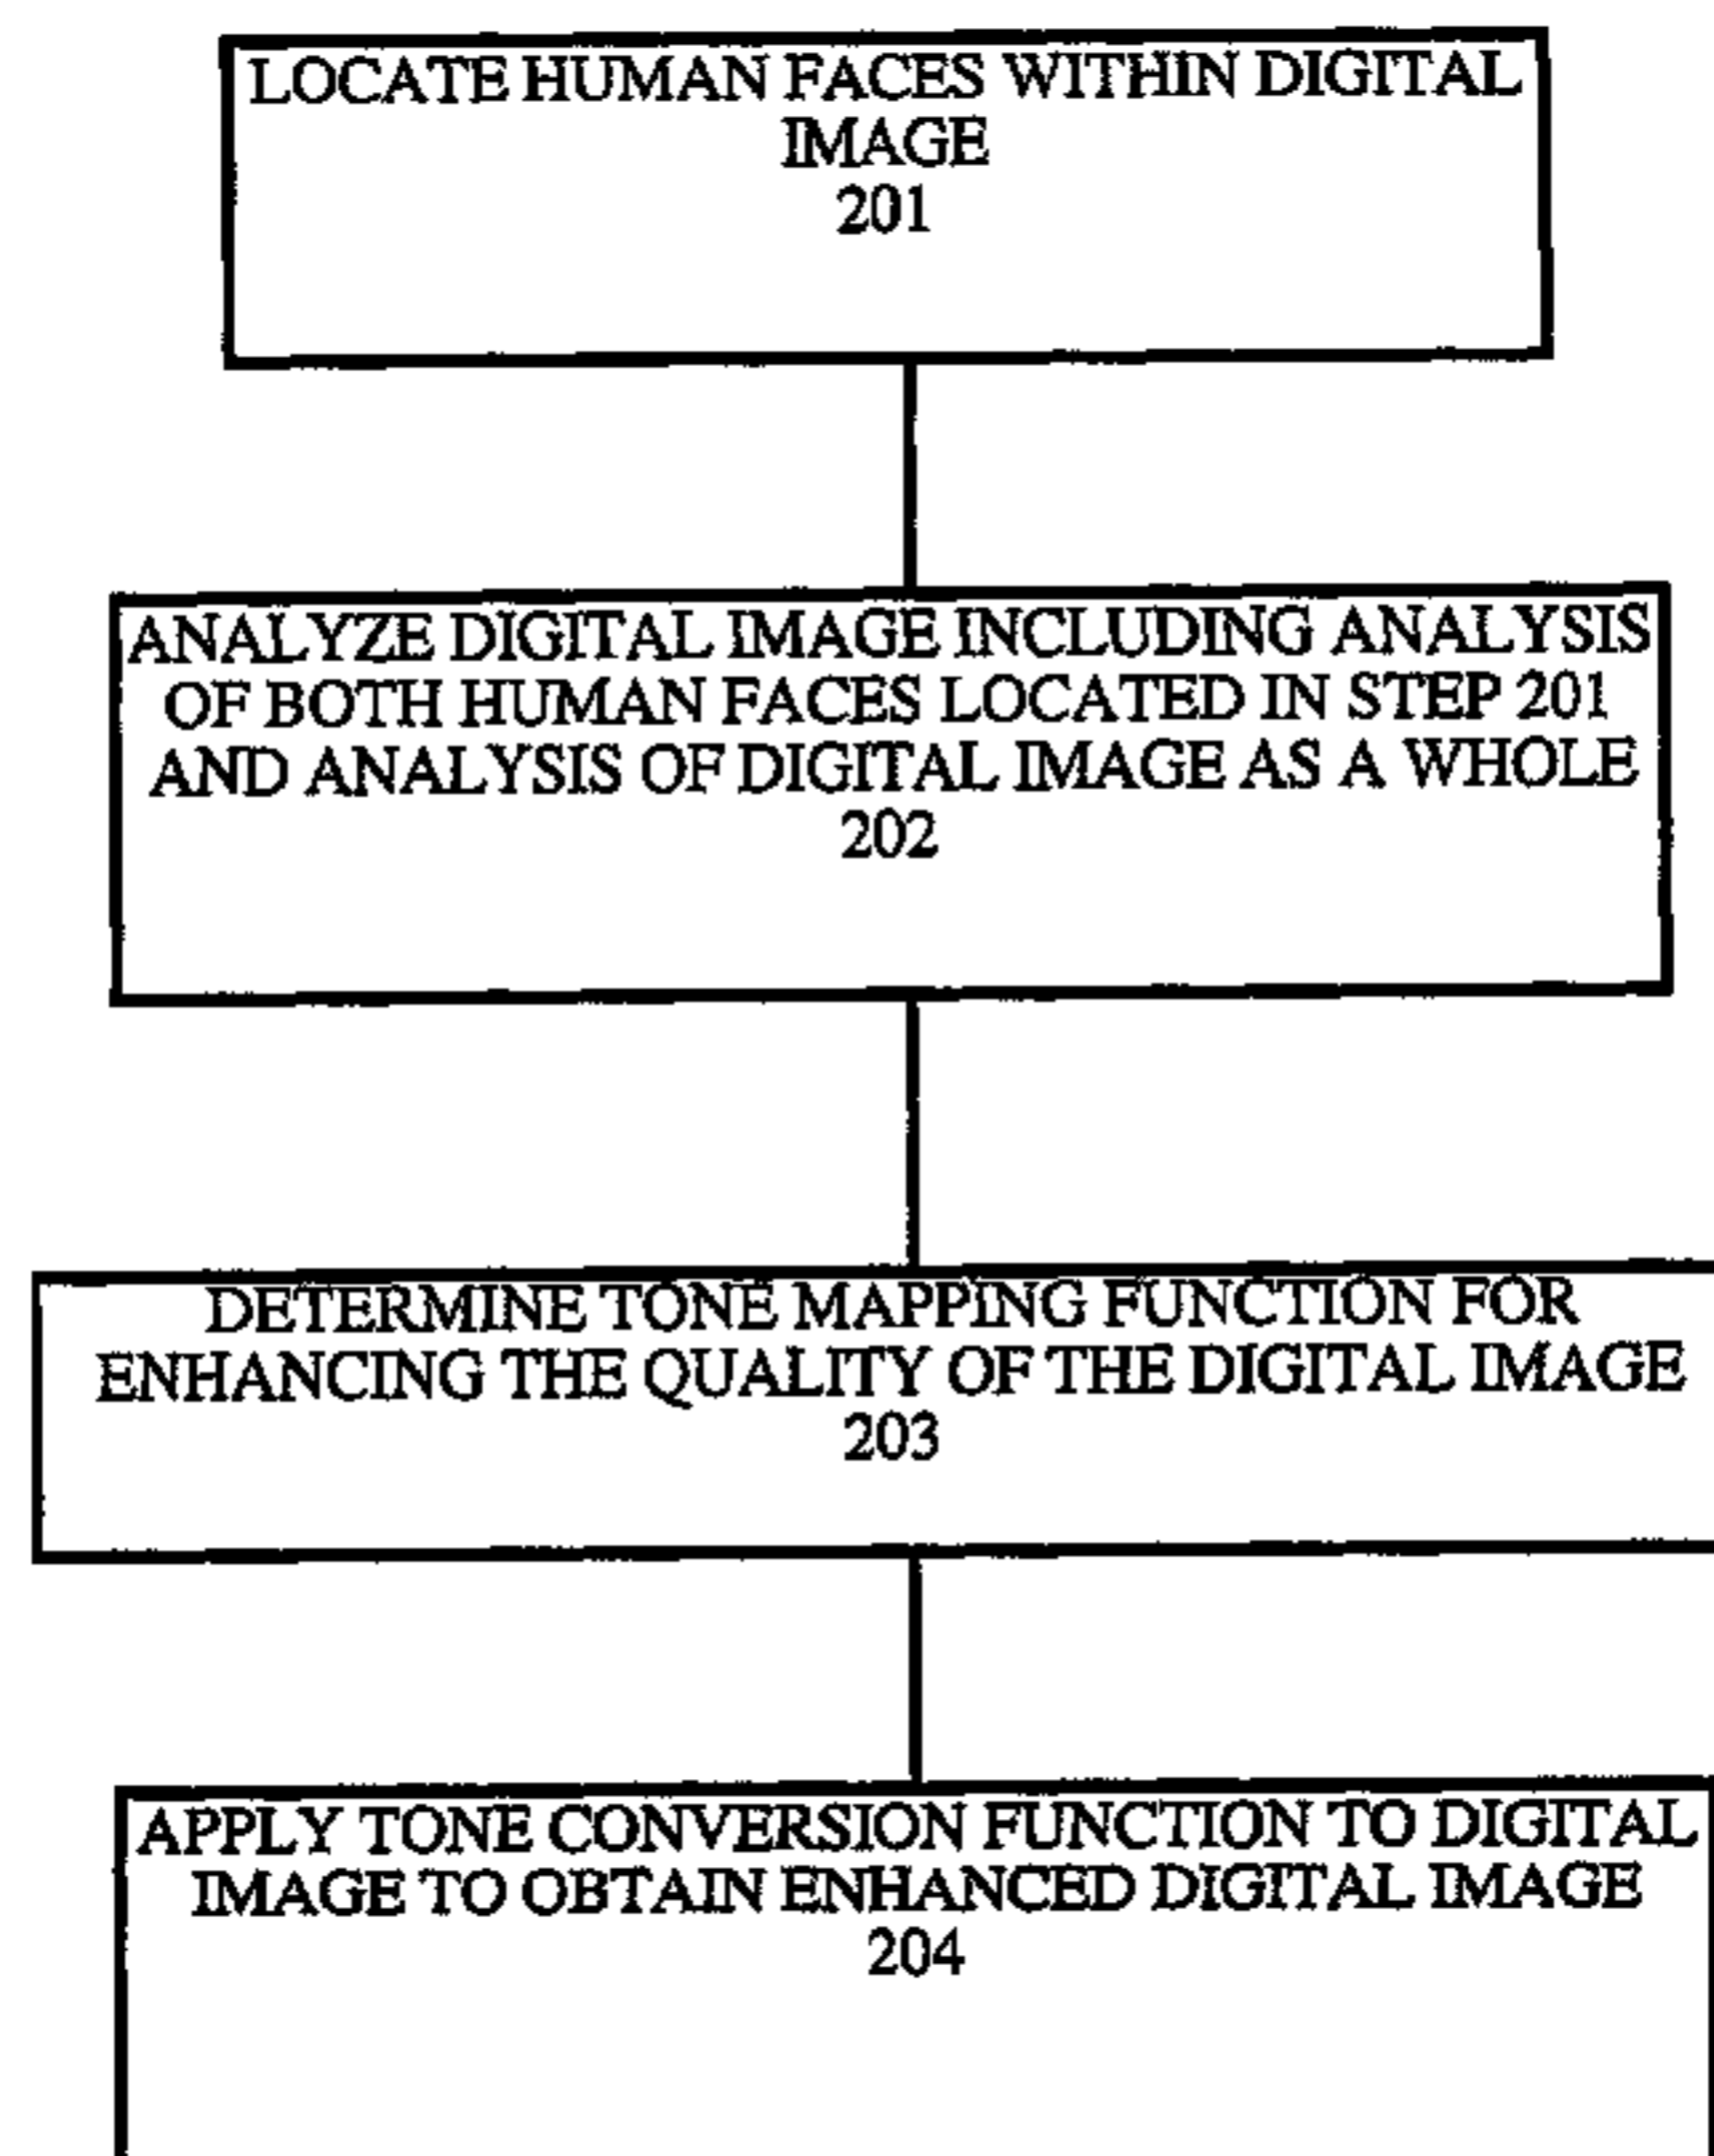 LOCATE HUMAN FACES WITHIN DIGITAL
IMAGE
201
ANALYZE DIGITAL IMAGE INCLUDING ANALYSIS
OF BOTH HUMAN FACES LOCATED IN STEP 201
AND ANALYSIS OF DIGITAL IMAGE AS A WHOLE
202
DETERMINE TONE MAPPING FUNCTION FOR
ENHANCING THE QUALITY OF THE DIGITAL IMAGE
203
APPLY TONE CONVERSION FUNCTION TO DIGITAL
IMAGE TO OBTAIN ENHANCED DIGITAL IMAGE
204